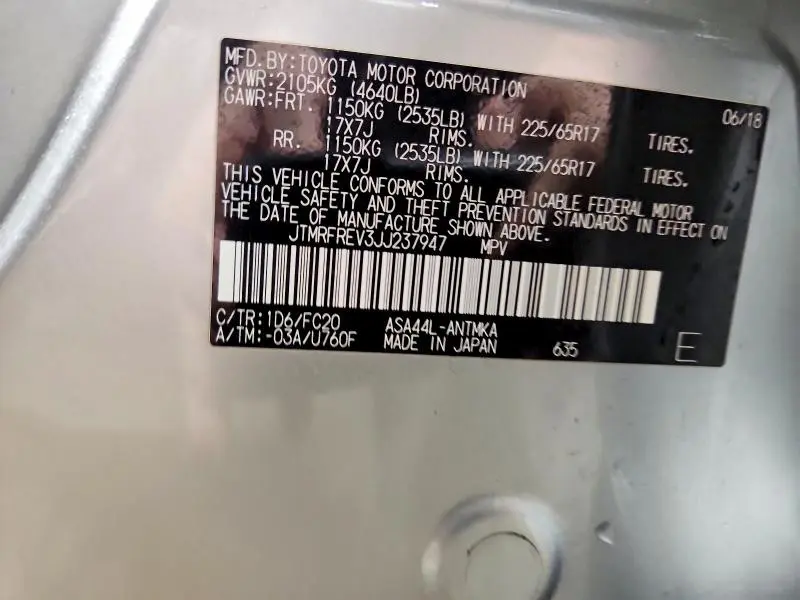 MFD. BY: TOYOTA MOTOR CORPORATION 06/18
GVWR: 2105KG (4640LB)
GAWR: FRT. 1150KG (2535LB) WITH 225/65R17 TIRES.
17X7J RIMS.
RR. 1150KG (2535LB) WITH 225/65R17 TIRES.
17X7J RIMS.
THIS VEHICLE CONFORMS TO ALL APPLICABLE FEDERAL MOTOR
VEHICLE SAFETY AND THEFT PREVENTION STANDARDS IN EFFECT ON
THE DATE OF MANUFACTURE SHOWN ABOVE.
JTMRFREV3JJ237947 MPV
C/TR: 1D6/FC20 ASA44L-ANTMKA
A/TM: -03A/U760F MADE IN JAPAN 635 E